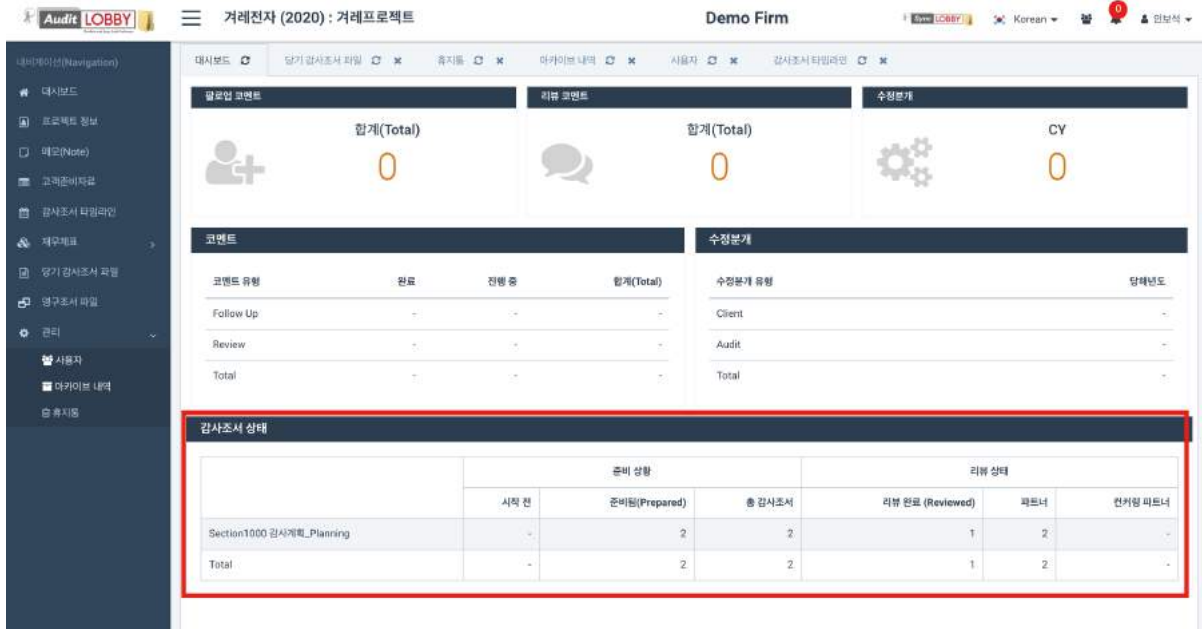 Audit LOBBY
겨레전자 (2020) : 겨레프로젝트
Demo Firm
Sync LOBBY
Korean
0
인보석
내비게이션(Navigation)
대시보드
프로젝트 정보
메모(Note)
고객준비자료
감사조서 타임라인
재무제표
당기 감사조서 파일
영구조서 파일
관리
사용자
아카이브 내역
휴지통
대시보드 당기 감사조서 파일 휴지통 아카이브 내역 사용자 감사조서 타임라인
팔로업 코멘트
합계(Total)
0
리뷰 코멘트
합계(Total)
0
수정분개
CY
0
코멘트
코멘트 유형 완료 진행 중 합계(Total)
Follow Up - - -
Review - - -
Total - - -
수정분개
수정분개 유형 당해년도
Client -
Audit -
Total -
감사조서 상태
준비 상황 리뷰 상태
시작 전 준비됨(Prepared) 총 감사조서 리뷰 완료 (Reviewed) 파트너 컨커링 파트너
Section1000 감사계획_Planning - 2 2 1 2 -
Total - 2 2 1 2 -